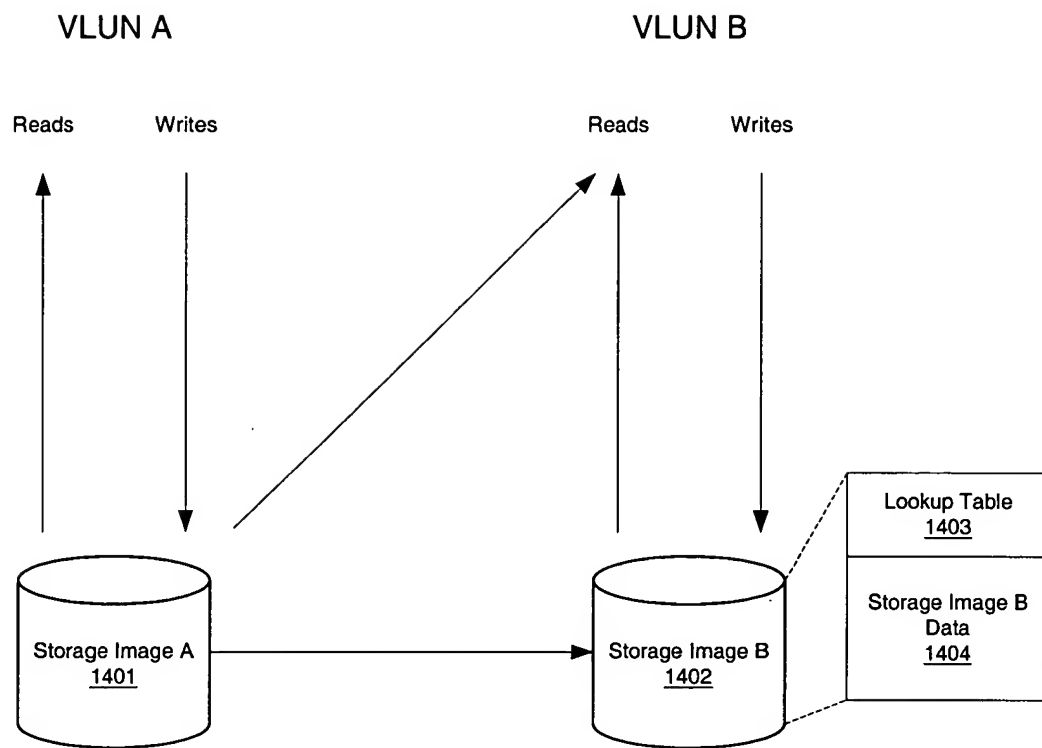 VLUN A
VLUN B
Reads
Writes
Reads
Writes
Lookup Table
1403
Storage Image B
Data
1404
Storage Image A
1401
Storage Image B
1402